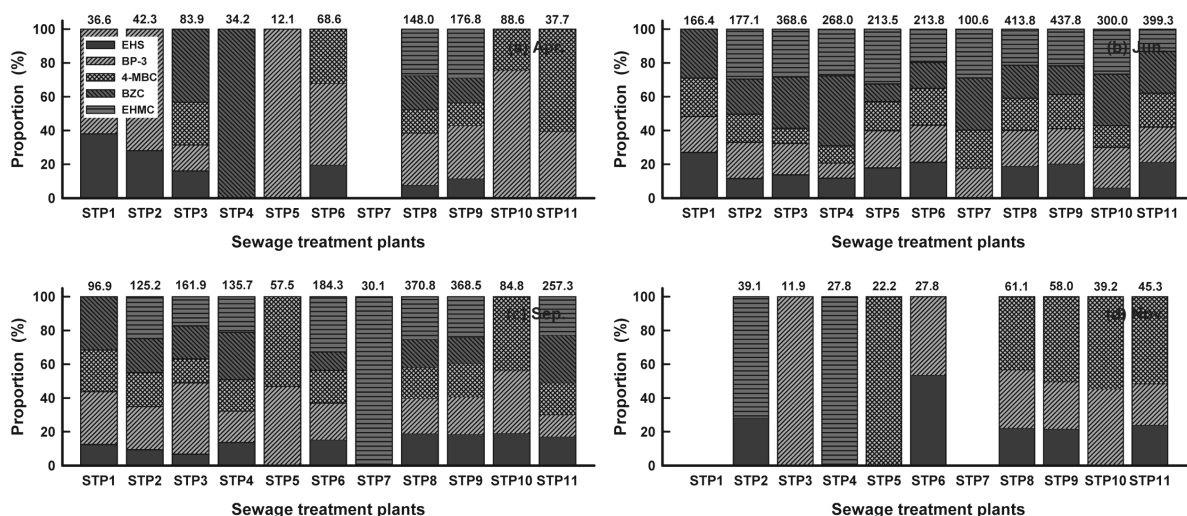 36.6 42.3 83.9 34.2 12.1 68.6 148.0 176.8 88.6 37.7
100
80
60
40
20
0
Proportion (%)
EHS
BP-3
4-MBC
BZC
EHMC
(a) Apr.
STP1 STP2 STP3 STP4 STP5 STP6 STP7 STP8 STP9 STP10 STP11
Sewage treatment plants
166.4 177.1 368.6 268.0 213.5 213.8 100.6 413.8 437.8 300.0 399.3
100
80
60
40
20
0
Proportion (%)
(b) Jun.
STP1 STP2 STP3 STP4 STP5 STP6 STP7 STP8 STP9 STP10 STP11
Sewage treatment plants
96.9 125.2 161.9 135.7 57.5 184.3 30.1 370.8 368.5 84.8 257.3
100
80
60
40
20
0
Proportion (%)
(c) Sep.
STP1 STP2 STP3 STP4 STP5 STP6 STP7 STP8 STP9 STP10 STP11
Sewage treatment plants
39.1 11.9 27.8 22.2 27.8 61.1 58.0 39.2 45.3
100
80
60
40
20
0
Proportion (%)
(d) Nov.
STP1 STP2 STP3 STP4 STP5 STP6 STP7 STP8 STP9 STP10 STP11
Sewage treatment plants